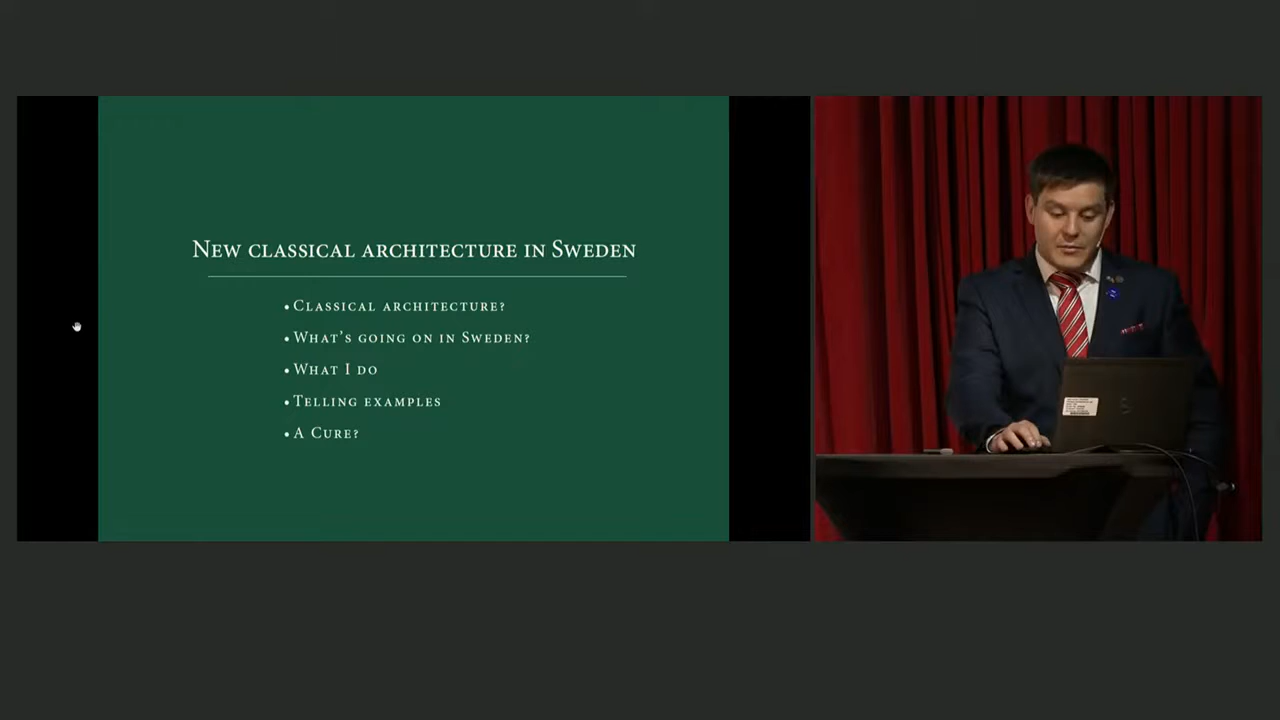 New classical architecture in Sweden
• Classical architecture?
• What's going on in Sweden?
• What I do
• Telling examples
• A Cure?